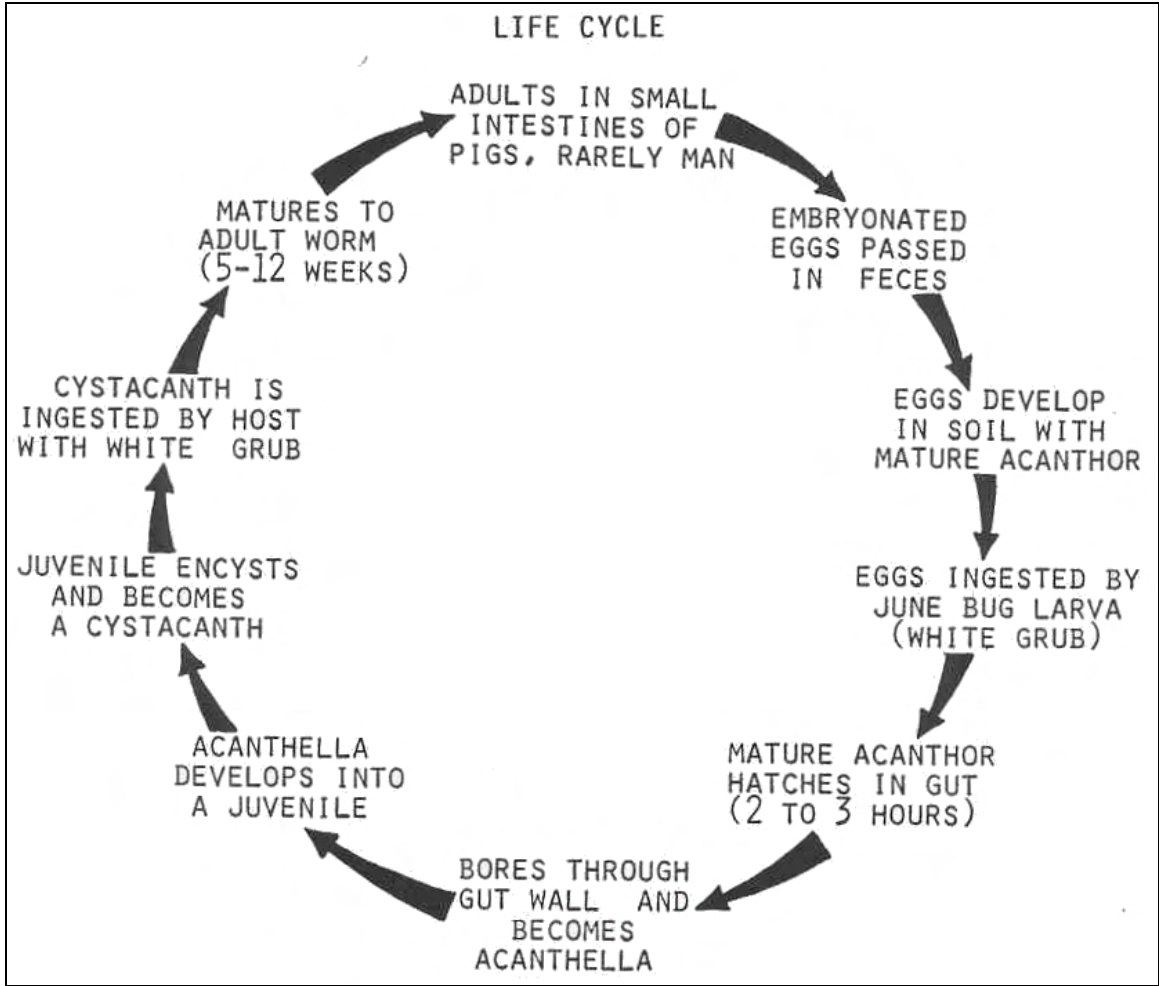 LIFE CYCLE
ADULTS IN SMALL
INTESTINES OF
PIGS, RARELY MAN
EMBRYONATED
EGGS PASSED
IN FECES
EGGS DEVELOP
IN SOIL WITH
MATURE ACANTHOR
EGGS INGESTED BY
JUNE BUG LARVA
(WHITE GRUB)
MATURE ACANTHOR
HATCHES IN GUT
(2 TO 3 HOURS)
BORES THROUGH
GUT WALL AND
BECOMES
ACANTHELLA
ACANTHELLA
DEVELOPS INTO
A JUVENILE
JUVENILE ENCYSTS
AND BECOMES
A CYSTACANTH
CYSTACANTH IS
INGESTED BY HOST
WITH WHITE GRUB
MATURES TO
ADULT WORM
(5-12 WEEKS)